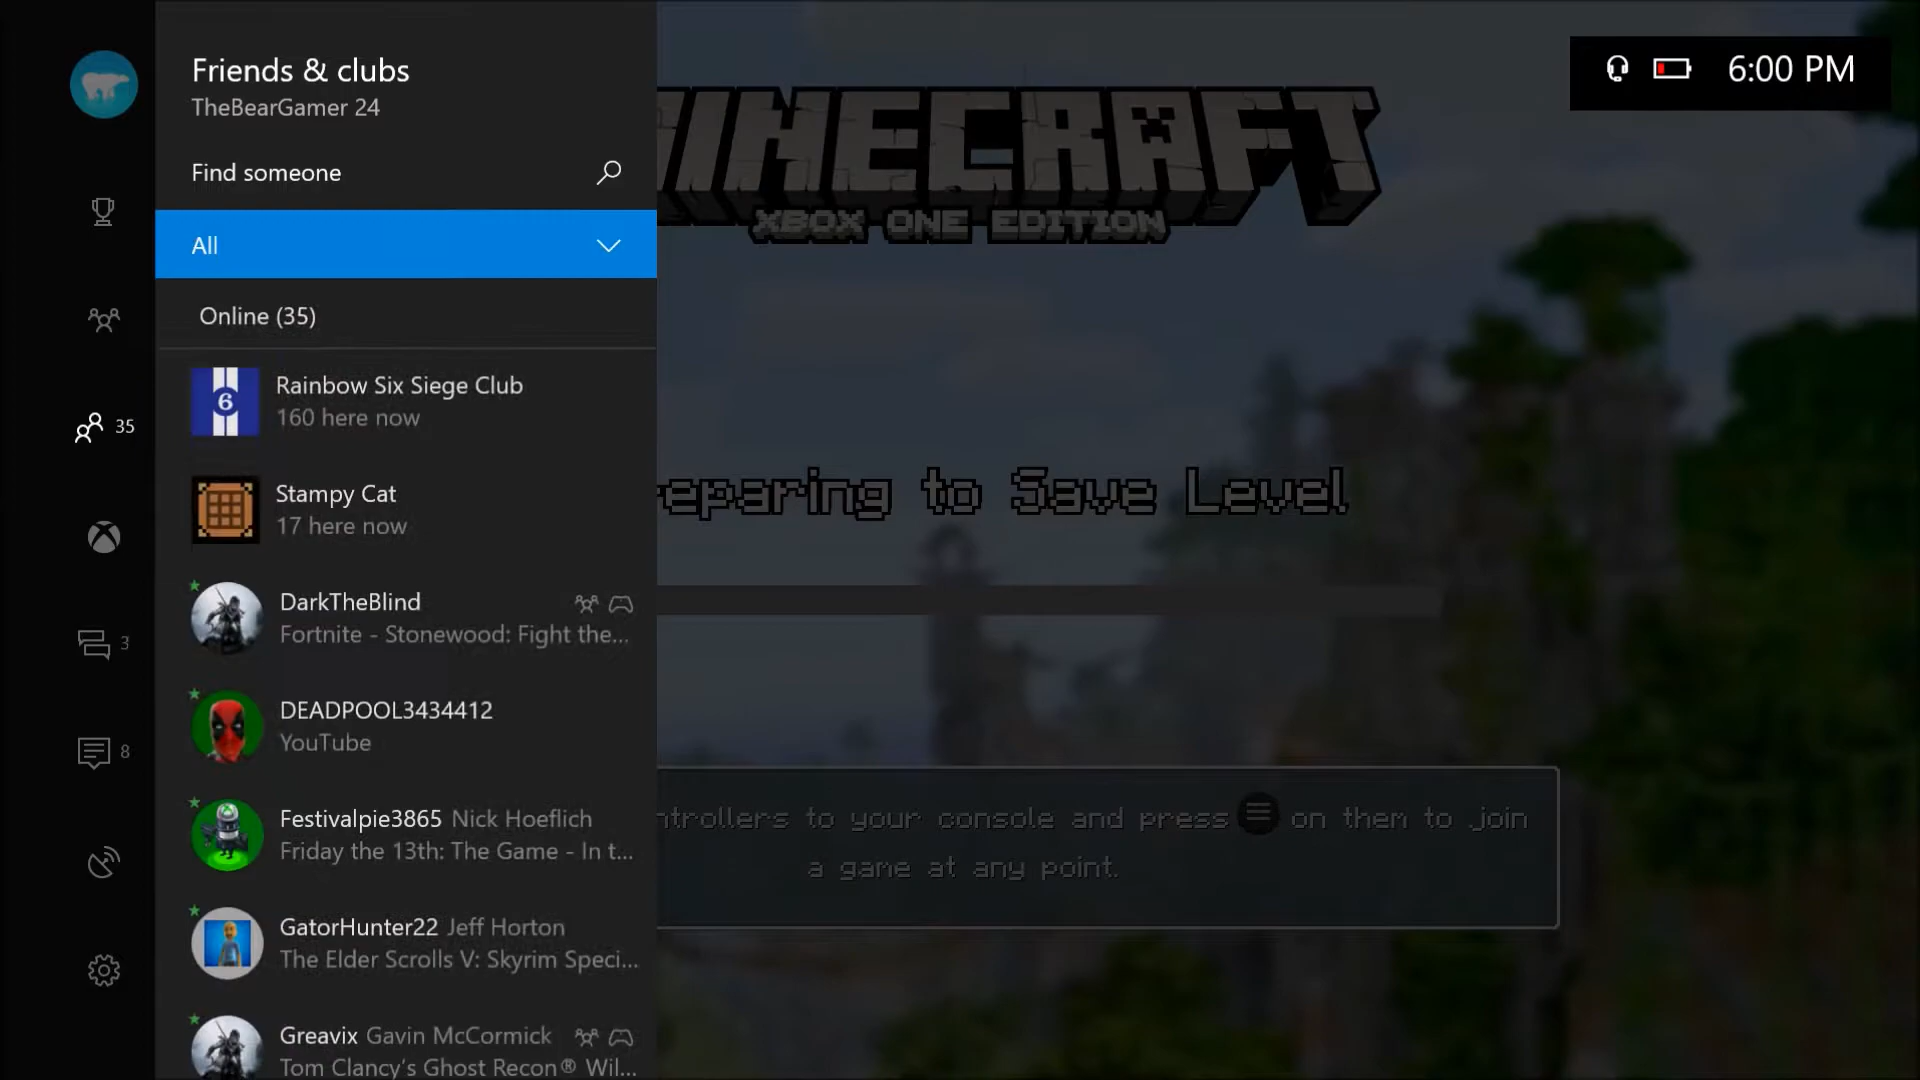 Friends & clubs
TheBearGamer 24
Find someone
All
Online (35)
Rainbow Six Siege Club
160 here now
Stampy Cat
17 here now
DarkTheBlind
Fortnite - Stonewood: Fight the...
DEADPOOL3434412
YouTube
Festivalpie3865 Nick Hoeflich
Friday the 13th: The Game - In t...
GatorHunter22 Jeff Horton
The Elder Scrolls V: Skyrim Speci...
Greavix Gavin McCormick
Tom Clancy's Ghost Recon® Wil...
35
3
8
6
6:00 PM
INECRAFT
XBOX ONE EDITION
reparing to Save Level
ntrollers to your console and press on them to join
a game at any point.